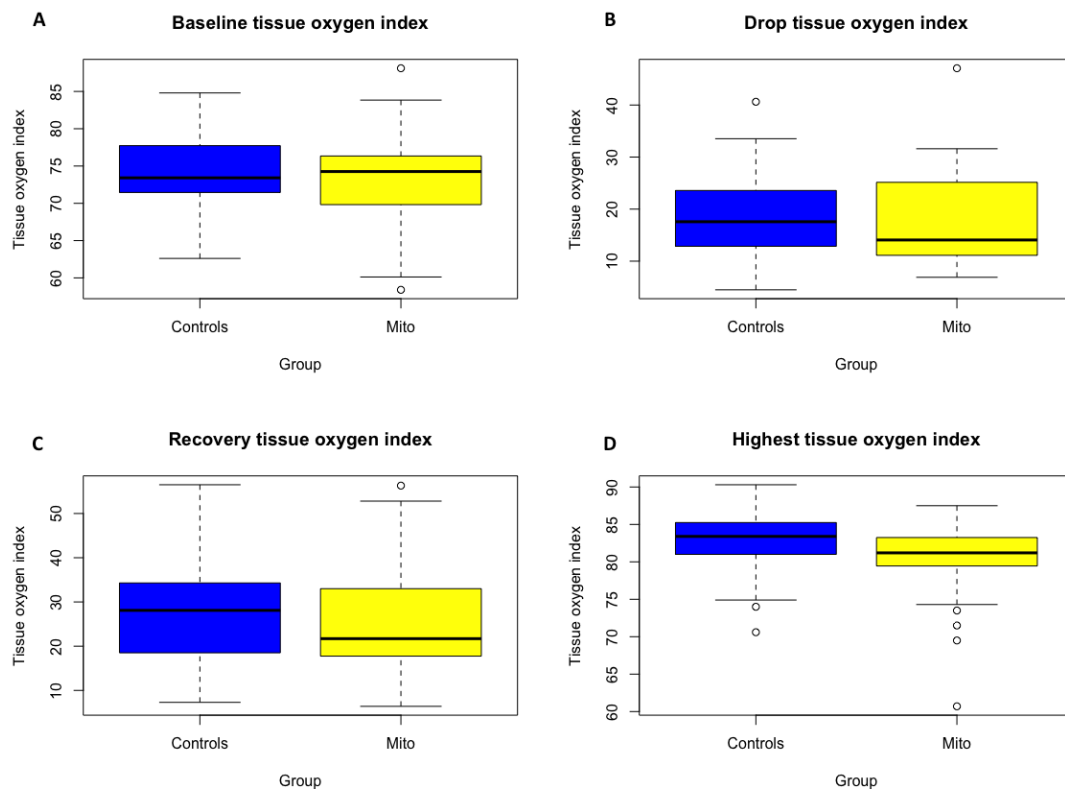 A
Baseline tissue oxygen index
Tissue oxygen index
85
80
75
70
65
60
Controls
Mito
Group
B
Drop tissue oxygen index
Tissue oxygen index
40
30
20
10
Controls
Mito
Group
C
Recovery tissue oxygen index
Tissue oxygen index
50
40
30
20
10
Controls
Mito
Group
D
Highest tissue oxygen index
Tissue oxygen index
90
85
80
75
70
65
60
Controls
Mito
Group